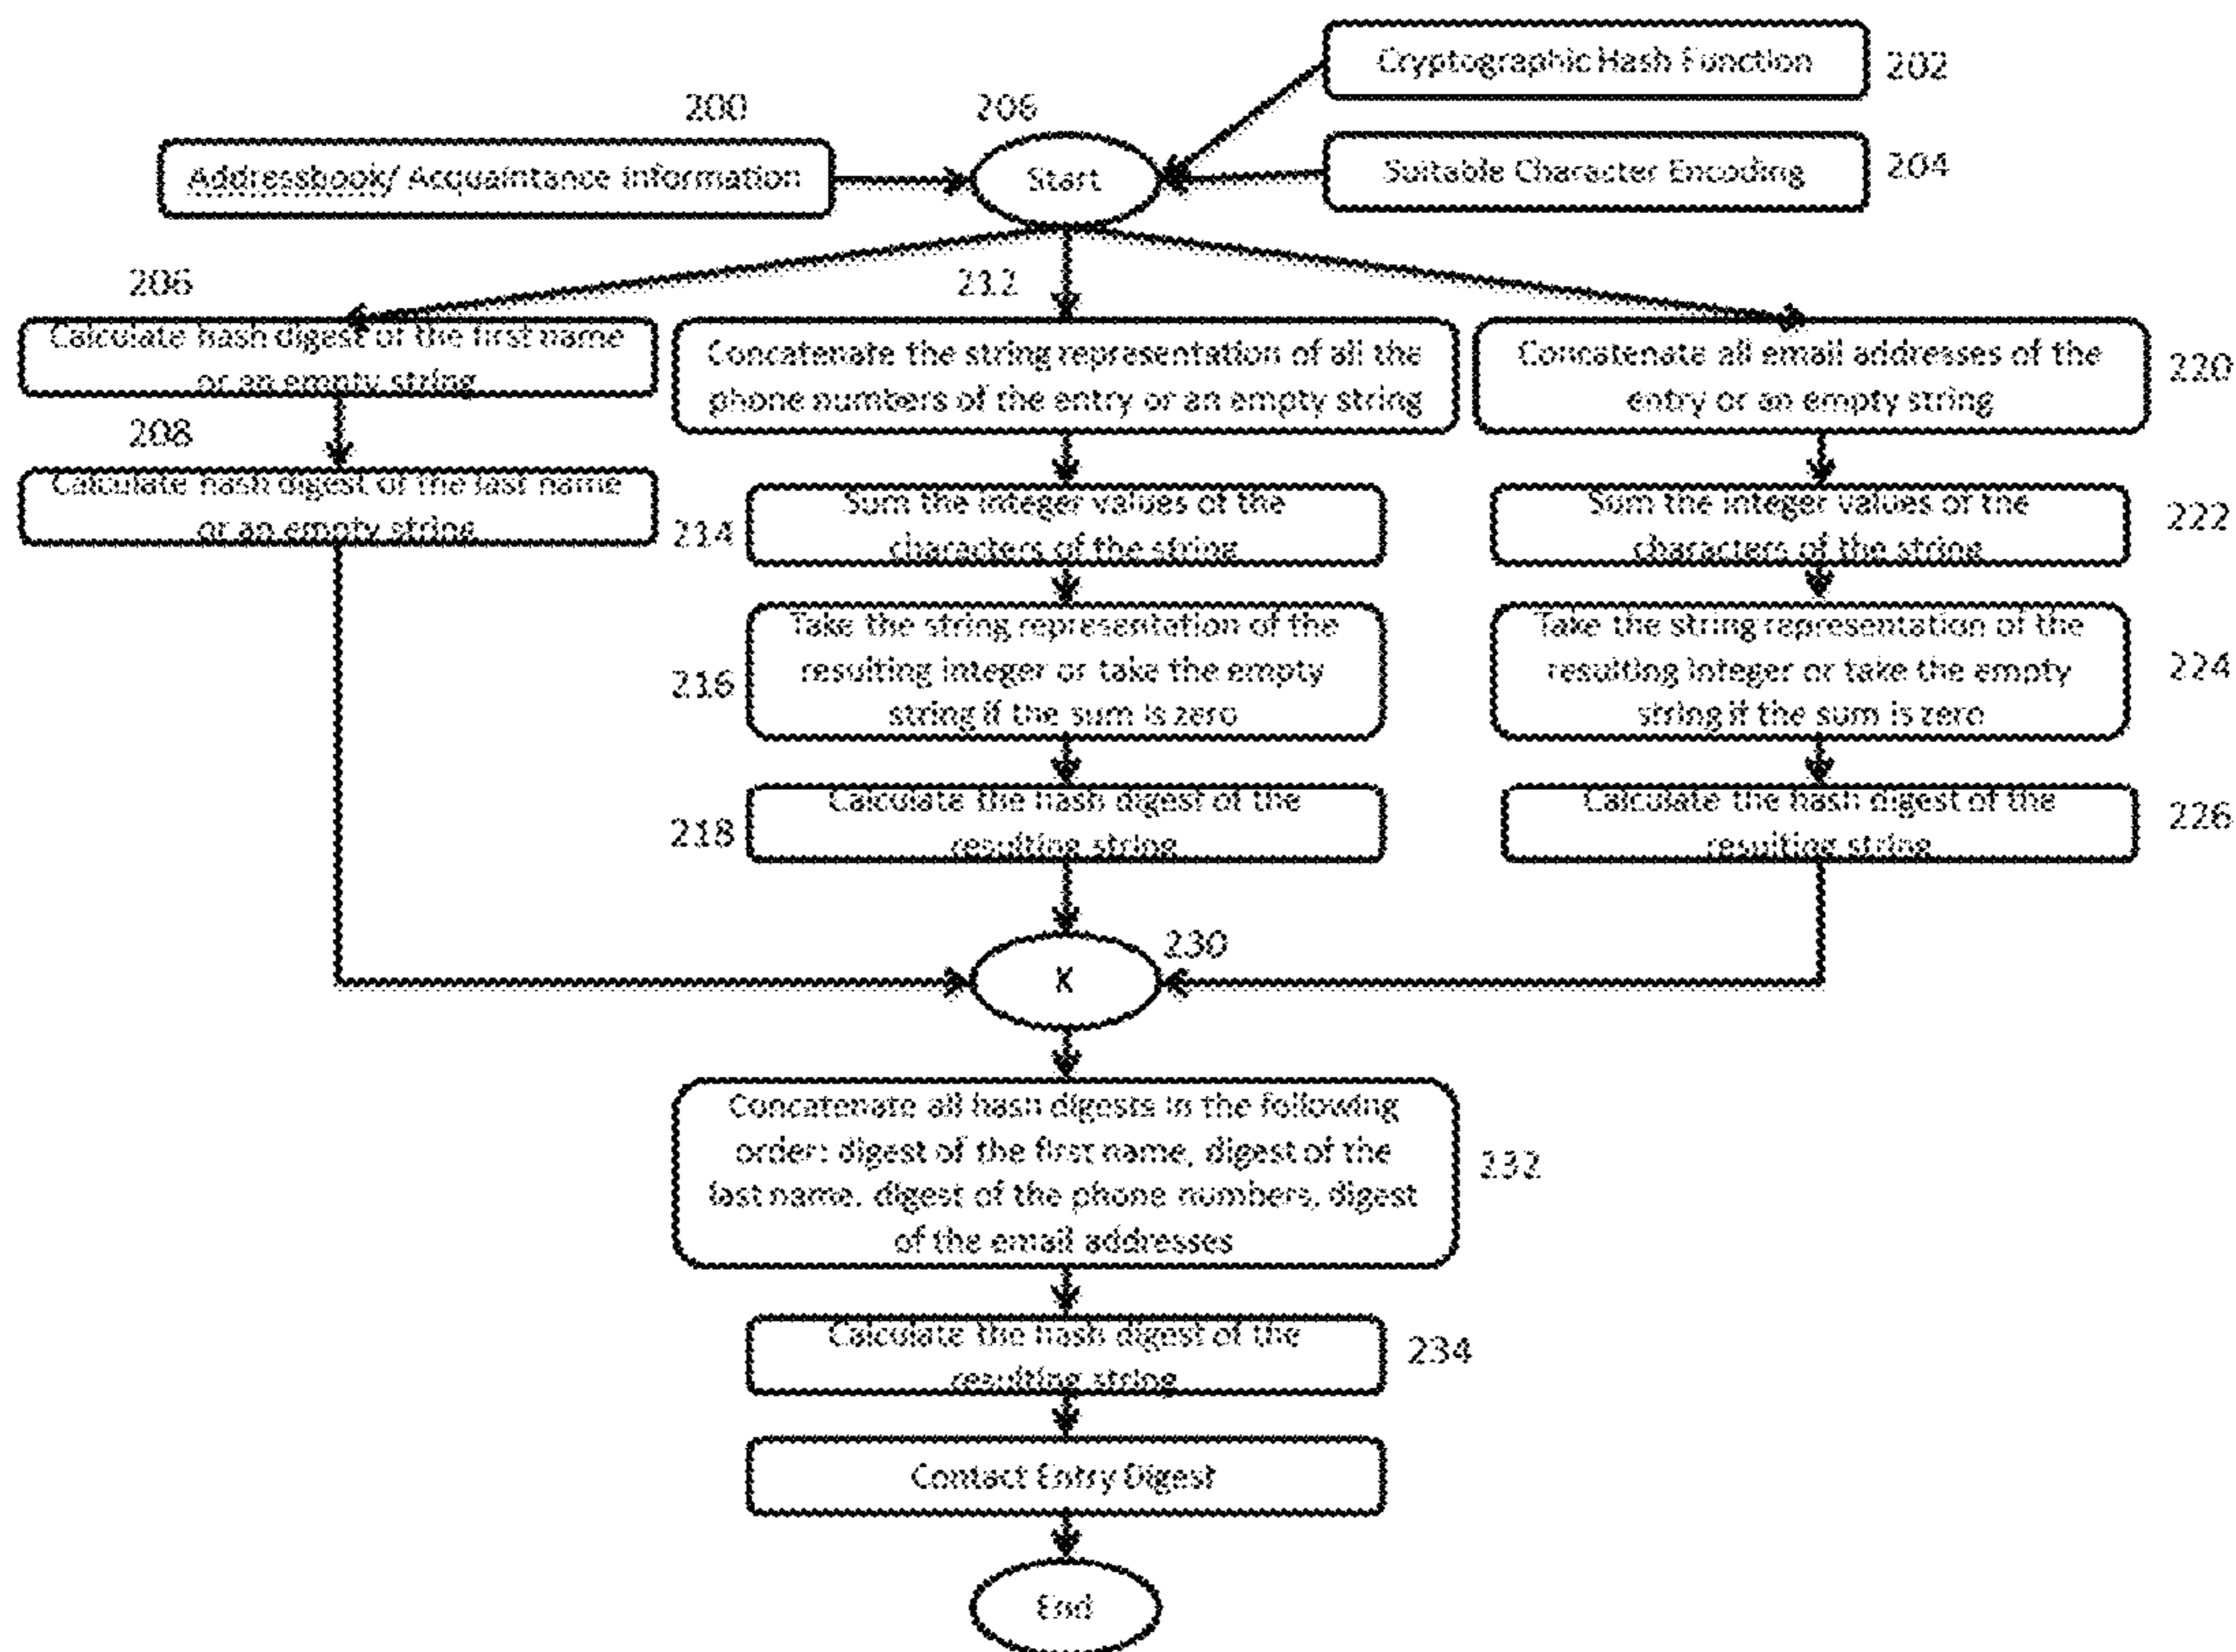 Cryptographic Hash Function
202
200
206
Addressbook/ Acquaintance Information
Start
Suitable Character Encoding
204
206
212
Calculate hash digest of the first name
or an empty string
Concatenate the string representation of all the
phone numbers of the entry or an empty string
Concatenate all email addresses of the
entry or an empty string
220
208
Calculate hash digest of the last name
or an empty string
214
Sum the integer values of the
characters of the string
Sum the integer values of the
characters of the string
222
216
Take the string representation of the
resulting integer or take the empty
string if the sum is zero
Take the string representation of the
resulting integer or take the empty
string if the sum is zero
224
218
Calculate the hash digest of the
resulting string
Calculate the hash digest of the
resulting string
226
230
K
Concatenate all hash digests in the following
order: digest of the first name, digest of the
last name, digest of the phone numbers, digest
of the email addresses
232
Calculate the hash digest of the
resulting string
234
Contact Entry Digest
End